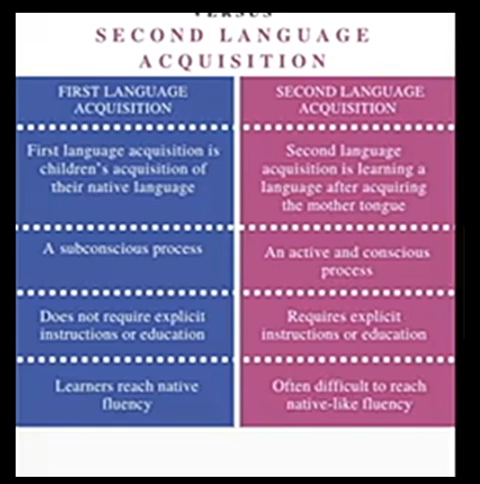 VERSUS
SECOND LANGUAGE
ACQUISITION
FIRST LANGUAGE
ACQUISITION
First language acquisition is
children's acquisition of
their native language
A subconscious process
Does not require explicit
instructions or education
Learners reach native
fluency
SECOND LANGUAGE
ACQUISITION
Second language
acquisition is learning a
language after acquiring
the mother tongue
An active and conscious
process
Requires explicit
instructions or education
Often difficult to reach
native-like fluency